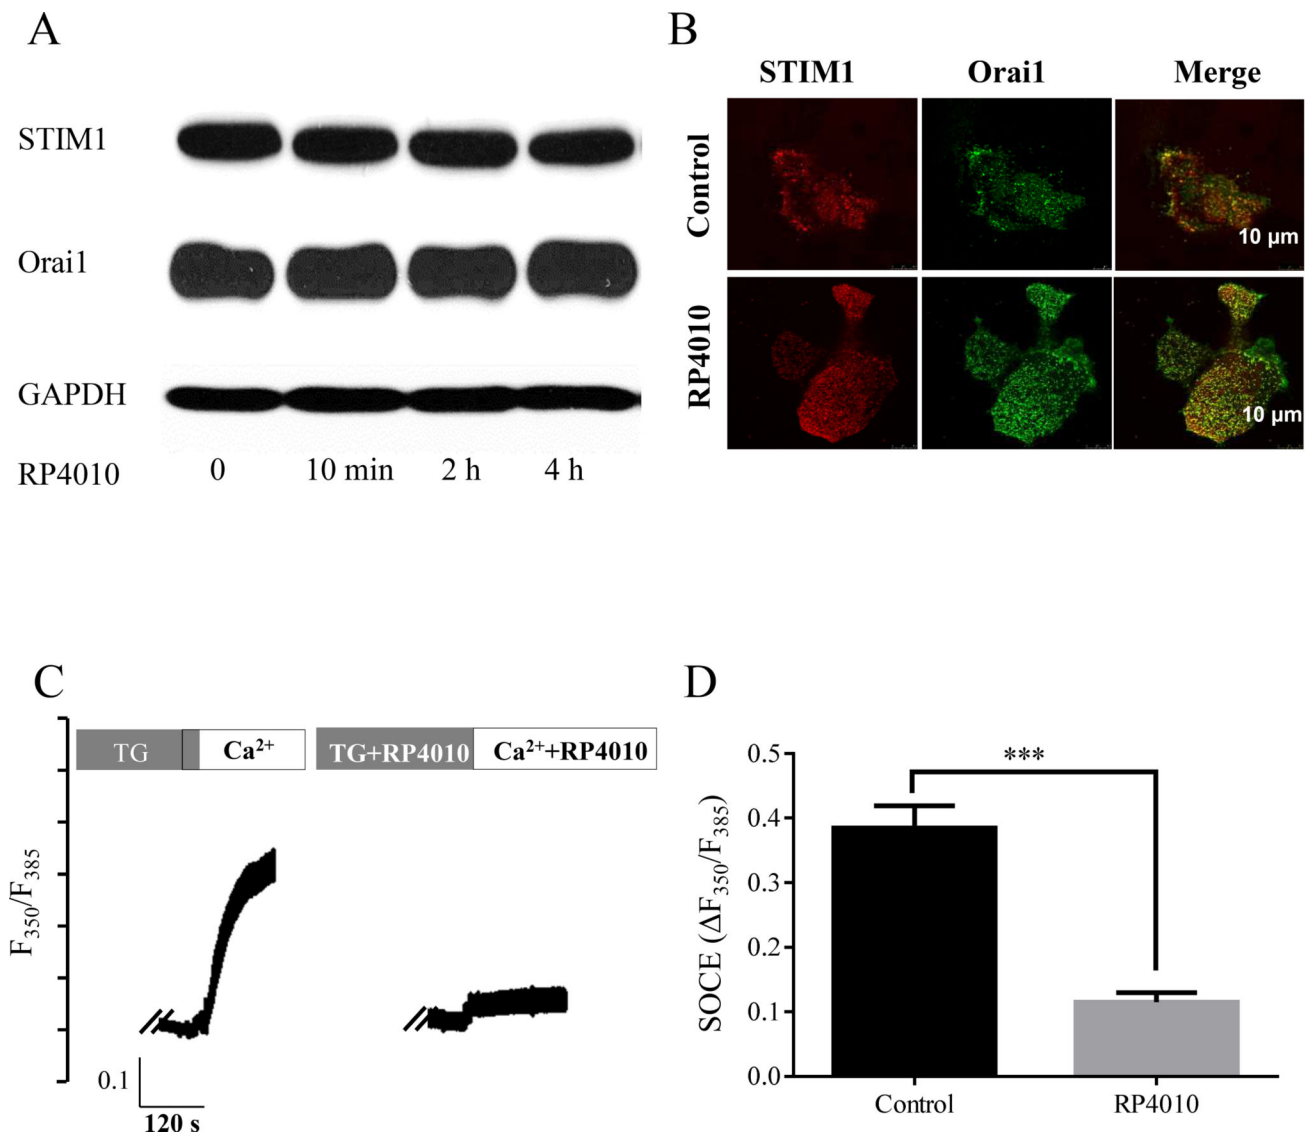 A
STIM1
Orai1
GAPDH
RP4010 0 10 min 2 h 4 h
B
STIM1 Orai1 Merge
Control
10 µm
RP4010
10 µm
C
TG Ca²⁺ TG+RP4010 Ca²⁺+RP4010
F₃₅₀/F₃₈₅
0.1
120 s
D
***
SOCE (ΔF₃₅₀/F₃₈₅)
0.5
0.4
0.3
0.2
0.1
0.0
Control RP4010